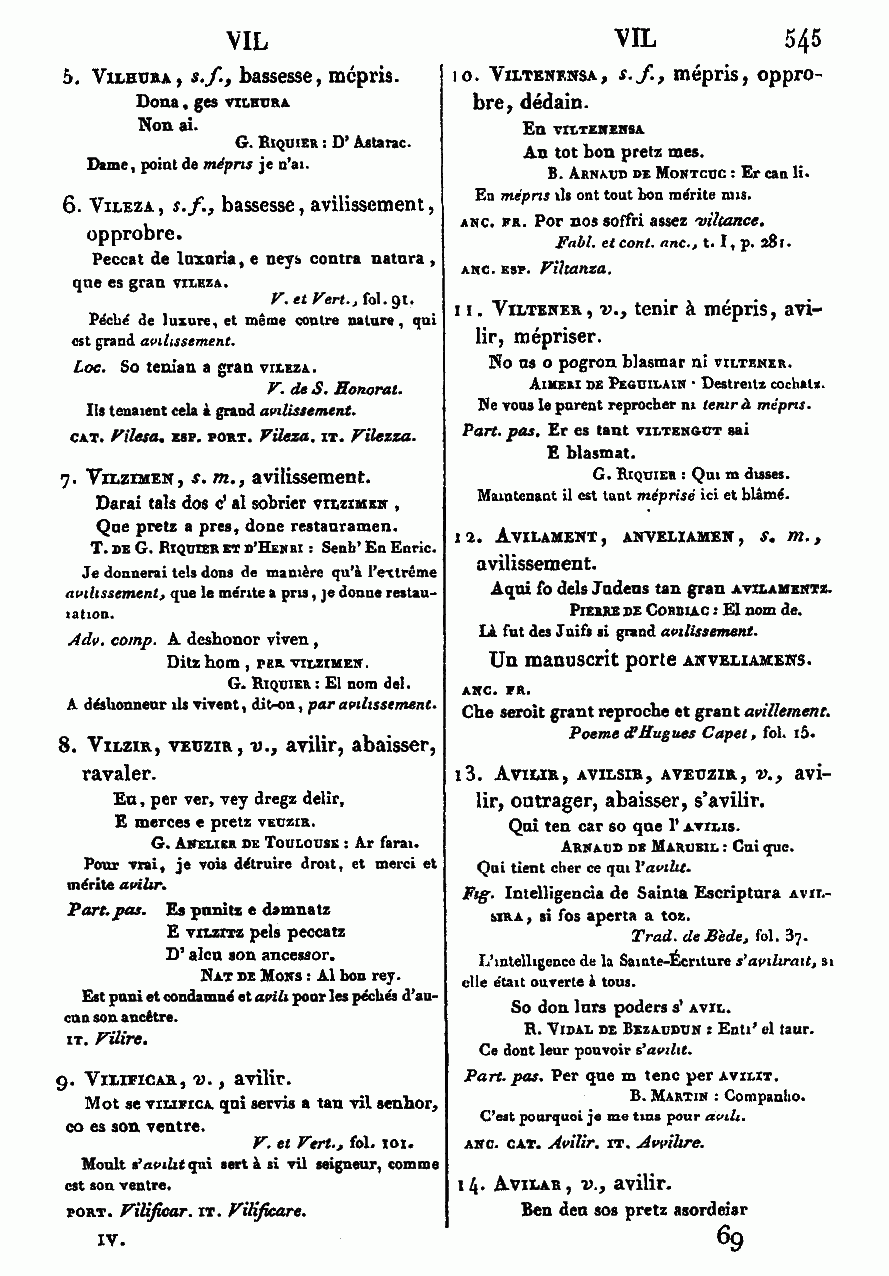 VIL
5. VILHURA, s. f., bassesse, mépris.
Dona, ges VILHURA
Non ai.
G. RIQUIER : D' Astarac.
Dame, point de mépris je n'ai.
6. VILEZA, s. f., bassesse, avilissement,
opprobre.
Peccat de luxuria, e neys contra natura,
que es gran VILEZA.
V. et Vert., fol. 91.
Péché de luxure, et même contre nature, qui
est grand avilissement.
Loc. So tenian a gran VILEZA.
V. de S. Honorat.
Ils tenaient cela à grand avilissement.
CAT. Vilesa. ESP. PORT. Vileza. IT. Vilezza.
7. VILZIMEN, s. m., avilissement.
Darai tals dos c' al sobrier VILZIMEN,
Que pretz a pres, done restauramen.
T. DE G. RIQUIER ET D'HENRI : Senh' En Enric.
Je donnerai tels dons de manière qu'à l'extrême
avilissement, que le mérite a pris, je donne restau-
ration.
Adv. comp. A deshonor viven,
Ditz hom, PER VILZIMEN.
G. RIQUIER : El nom del.
A déshonneur ils vivent, dit-on, par avilissement.
8. VILZIR, VEUZIR, v., avilir, abaisser,
ravaler.
Eu, per ver, vey dregz delir,
E merces e pretz VEUZIR.
G. ANELIER DE TOULOUSE : Ar farai.
Pour vrai, je vois détruire droit, et merci et
mérite avilir.
Part. pas. Es punitz e damnatz
E VILZITZ pels peccatz
D' alcu son ancessor.
NAT DE MONS : Al bon rey.
Est puni et condamné et avili pour les péchés d'au-
cun son ancêtre.
IT. Vilire.
9. VILIFICAR, v., avilir.
Mot se VILIFICA qui servis a tan vil senhor,
co es son ventre.
V. et Vert., fol. 101.
Moult s'avilit qui sert à si vil seigneur, comme
est son ventre.
PORT. Vilificar. IT. Vilificare.
IV.
VIL 545
10. VILTENENSA, s. f., mépris, oppro-
bre, dédain.
En VILTENENSA
An tot bon pretz mes.
B. ARNAUD DE MONTCUC : Er can li.
En mépris ils ont tout bon mérite mis.
ANC. FR. Por nos soffri assez viltance.
Fabl. et cont. anc., t. I, p. 281.
ANC. ESP. Viltanza.
11. VILTENER, v., tenir à mépris, avi-
lir, mépriser.
No us o pogron blasmar ni VILTENER.
AIMERI DE PEGUILAIN : Destreitz cochatz.
Ne vous le purent reprocher ni tenir à mépris.
Part. pas. Er es tant VILTENGUT sai
E blasmat.
G. RIQUIER : Qui m disses.
Maintenant il est tant méprisé ici et blâmé.
12. AVILAMENT, ANVELIAMEN, s. m.,
avilissement.
Aqui fo dels Judeus tan gran AVILAMENTZ.
PIERRE DE CORBIAC : El nom de.
Là fut des Juifs si grand avilissement.
Un manuscrit porte ANVELIAMENS.
ANC. FR.
Che seroit grant reproche et grant avillement.
Poeme d'Hugues Capet, fol. 15.
13. AVILIR, AVILSIR, AVEUZIR, v., avi-
lir, outrager, abaisser, s'avilir.
Qui ten car so que l' AVILIS.
ARNAUD DE MARUEIL : Cui que.
Qui tient cher ce qui l'avilit.
Fig. Intelligencia de Sainta Escriptura AVIL-
SIRA, si fos aperta a toz.
Trad. de Bède, fol. 37.
L'intelligence de la Sainte-Écriture s'avilirait, si
elle était ouverte à tous.
So don lurs poders s' AVIL.
R. VIDAL DE BEZAUDUN : Entr' el taur.
Ce dont leur pouvoir s'avilit.
Part. pas. Per que m tenc per AVILIT.
B. MARTIN : Companho.
C'est pourquoi je me tins pour avili.
ANC. CAT. Avilir. IT. Avvilire.
14. AVILAR, v., avilir.
Ben deu sos pretz asordeiar
69